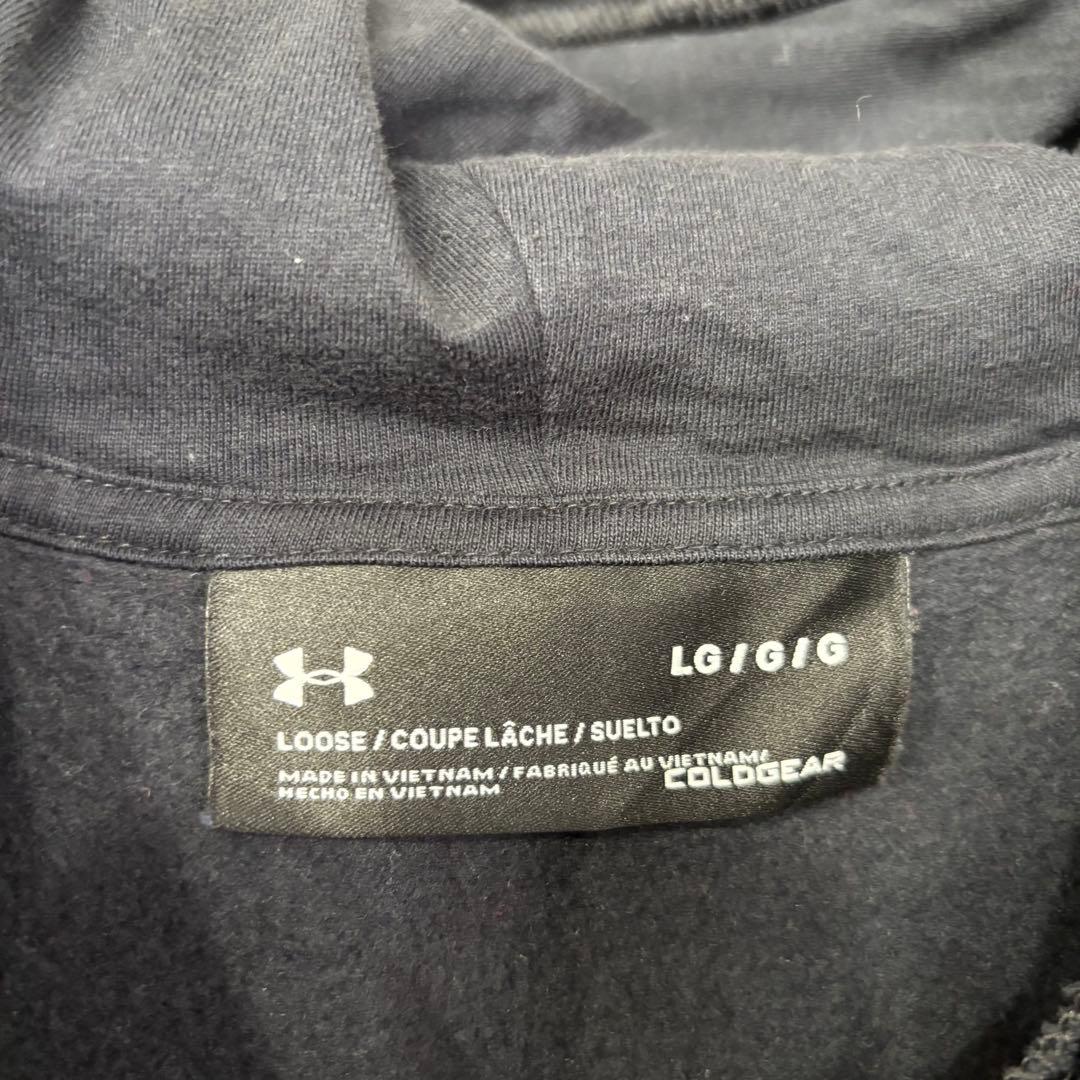 LG / G / G
LOOSE / COUPE LÂCHE / SUELTO
MADE IN VIETNAM / FABRIQUÉ AU VIETNAM/
HECHO EN VIETNAM
COLDGEAR